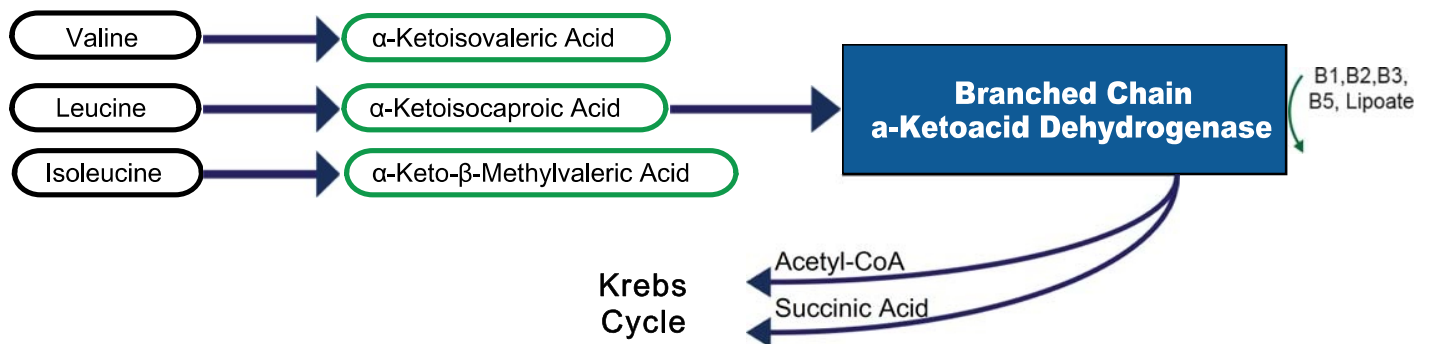 Valine
α-Ketoisovaleric Acid
Leucine
α-Ketoisocaproic Acid
Isoleucine
α-Keto-β-Methylvaleric Acid
Branched Chain
a-Ketoacid Dehydrogenase
B1,B2,B3,
B5, Lipoate
Krebs
Cycle
Acetyl-CoA
Succinic Acid